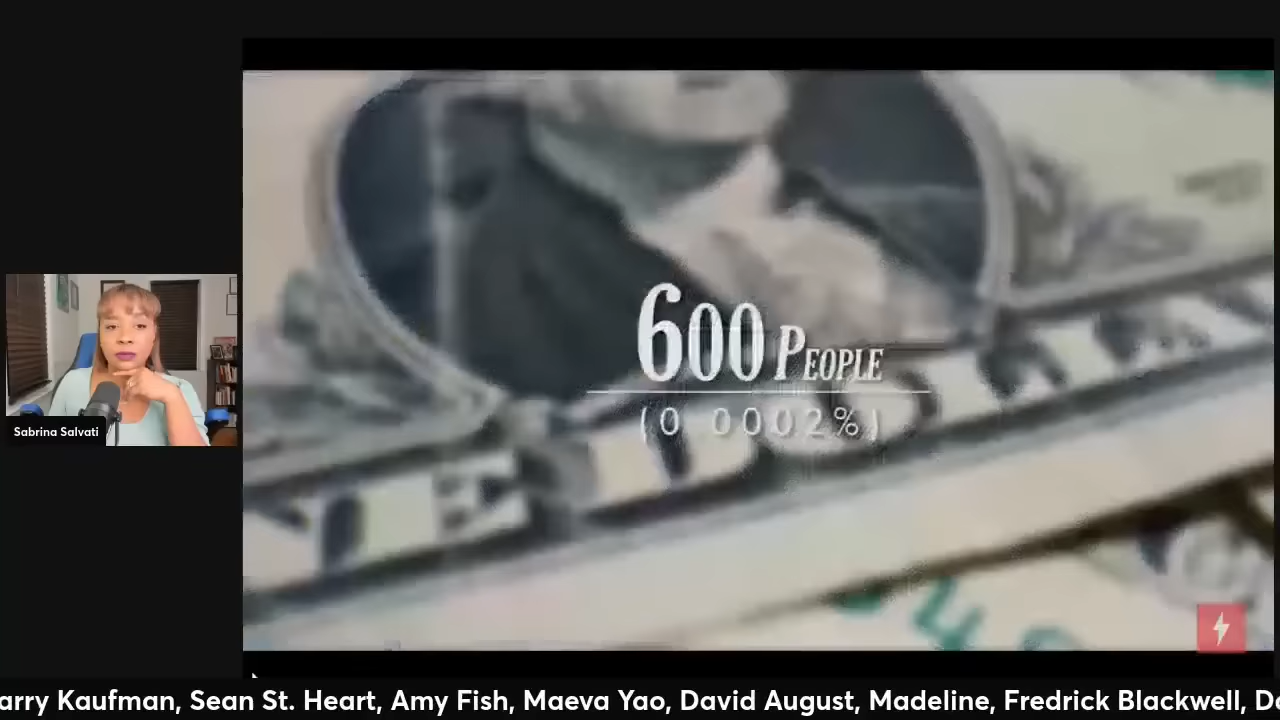 600 People
(0 0002%)
Sabrina Salvati
arry Kaufman, Sean St. Heart, Amy Fish, Maeva Yao, David August, Madeline, Fredrick Blackwell, D